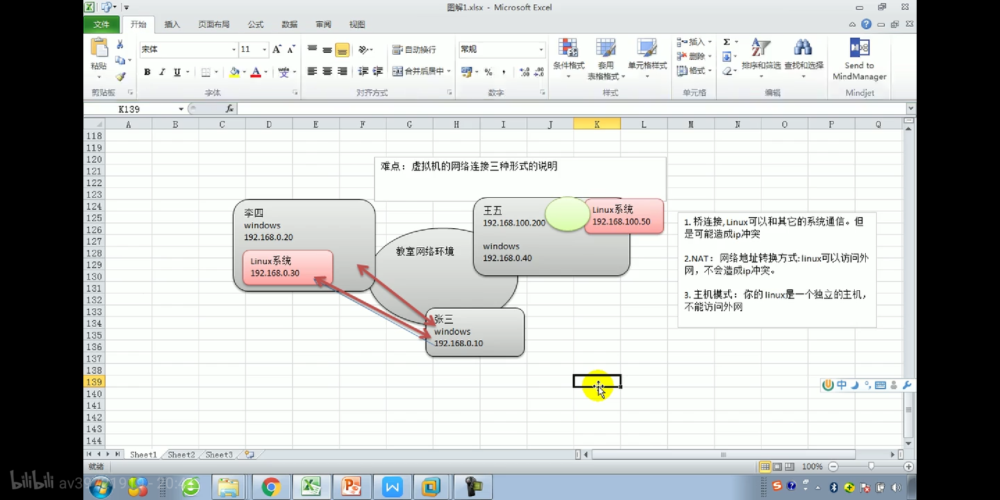 图解1.xlsx - Microsoft Excel
文件 开始 插入 页面布局 公式 数据 审阅 视图
宋体 11 自动换行 常规 插入 Σ
粘贴 条件格式 套用 单元格样式 删除 排序和筛选 查找和选择 Send to
B I U 合并后居中 % , 表格格式 格式 MindManager
剪贴板 字体 对齐方式 数字 样式 单元格 编辑 Mindjet
K139 fx
A B C D E F G H I J K L M N O P Q
118
119
120
121
122
123
124
125
126
127
128
129
130
131
132
133
134
135
136
137
138
139
140
141
142
143
144
难点：虚拟机的网络连接三种形式的说明
李四
windows
192.168.0.20
Linux系统
192.168.0.30
教室网络环境
王五
192.168.100.200
windows
192.168.0.40
Linux系统
192.168.100.50
张三
windows
192.168.0.10
1. 桥连接,Linux可以和其它的系统通信。但
是可能造成ip冲突
2.NAT：网络地址转换方式:linux可以访问外
网，不会造成ip冲突。
3. 主机模式：你的linux是一个独立的主机，
不能访问外网
中
Sheet1 Sheet2 Sheet3
就绪 100%
bilibili